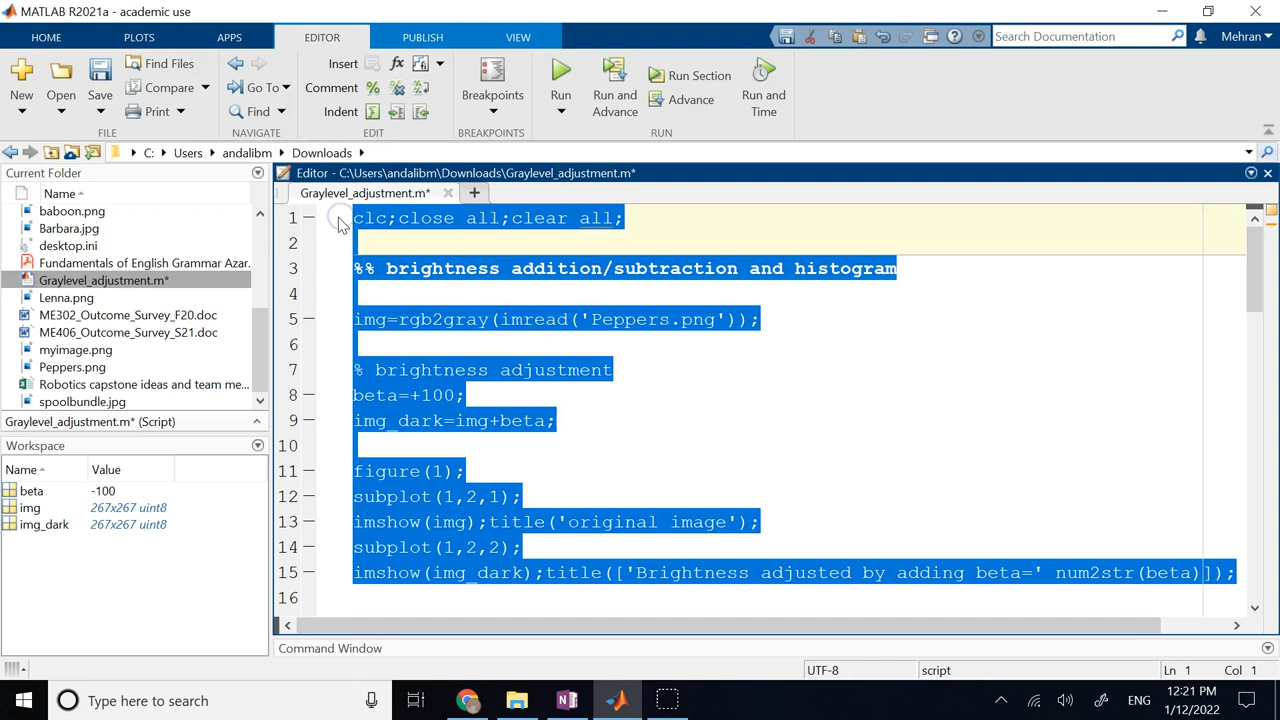 MATLAB R2021a - academic use
HOME PLOTS APPS EDITOR PUBLISH VIEW Search Documentation Mehran
New Open Save Find Files Compare Print
Go To Find
Insert fx
Comment
Indent
Breakpoints Run Run and Advance Run Section Advance Run and Time
FILE NAVIGATE EDIT BREAKPOINTS RUN
C: Users andalibm Downloads
Current Folder
Name
baboon.png
Barbara.jpg
desktop.ini
Fundamentals of English Grammar Azar.
Graylevel_adjustment.m*
Lenna.png
ME302_Outcome_Survey_F20.doc
ME406_Outcome_Survey_S21.doc
myimage.png
Peppers.png
Robotics capstone ideas and team me...
spoolbundle.jpg
Graylevel_adjustment.m* (Script)
Workspace
Name Value
beta -100
img 267x267 uint8
img_dark 267x267 uint8
Editor - C:\Users\andalibm\Downloads\Graylevel_adjustment.m*
Graylevel_adjustment.m*
1 clc;close all;clear all;
2
3 %% brightness addition/subtraction and histogram
4
5 img=rgb2gray(imread('Peppers.png'));
6
7 % brightness adjustment
8 beta=+100;
9 img_dark=img+beta;
10
11 figure(1);
12 subplot(1,2,1);
13 imshow(img);title('original image');
14 subplot(1,2,2);
15 imshow(img_dark);title(['Brightness adjusted by adding beta=' num2str(beta)]);
16
Command Window
UTF-8 script Ln 1 Col 1
Type here to search ENG 12:21 PM
1/12/2022